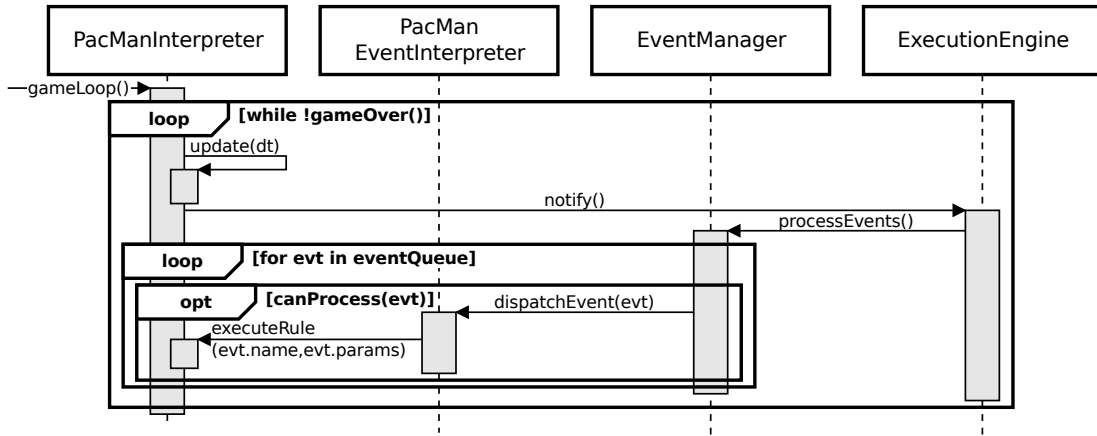 PacManInterpreter
PacMan
EventInterpreter
EventManager
ExecutionEngine
gameLoop()
loop
[while !gameOver()]
update(dt)
notify()
processEvents()
loop
[for evt in eventQueue]
opt
[canProcess(evt)]
dispatchEvent(evt)
executeRule
(evt.name,evt.params)